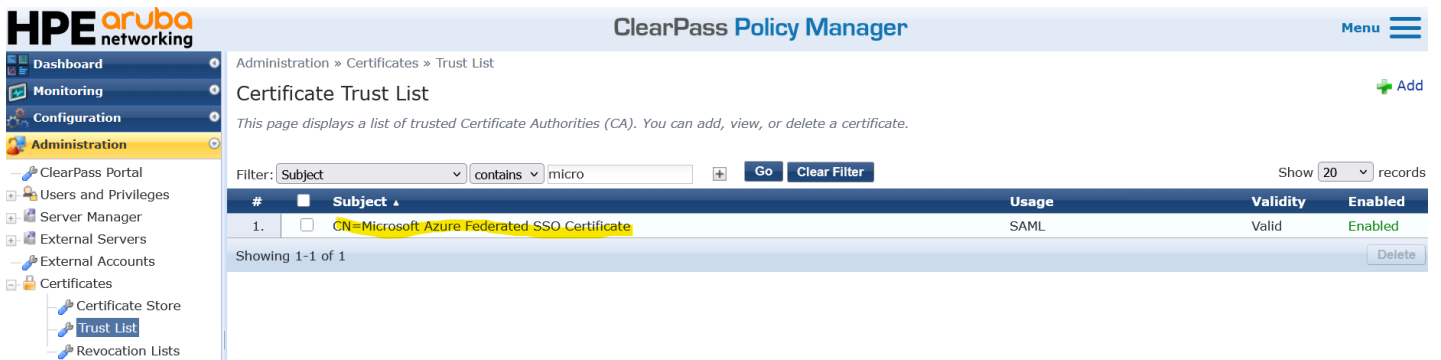 HPE aruba networking
ClearPass Policy Manager
Menu
Dashboard
Monitoring
Configuration
Administration
ClearPass Portal
Users and Privileges
Server Manager
External Servers
External Accounts
Certificates
Certificate Store
Trust List
Revocation Lists
Administration » Certificates » Trust List
Certificate Trust List
Add
This page displays a list of trusted Certificate Authorities (CA). You can add, view, or delete a certificate.
Filter: Subject contains micro + Go Clear Filter Show 20 records
# Subject Usage Validity Enabled
1. CN=Microsoft Azure Federated SSO Certificate SAML Valid Enabled
Showing 1-1 of 1 Delete